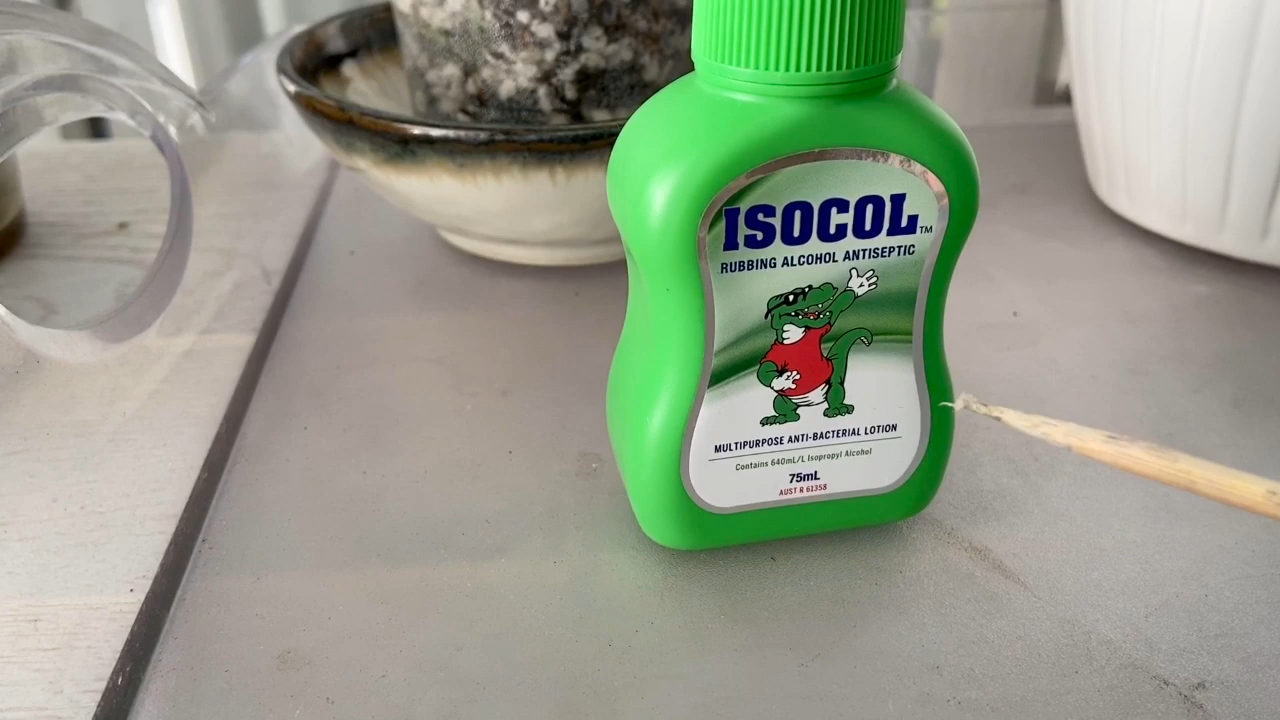 ISOCOL™
RUBBING ALCOHOL ANTISEPTIC
MULTIPURPOSE ANTI-BACTERIAL LOTION
Contains 640mL/L Isopropyl Alcohol
75mL
AUST R 61358